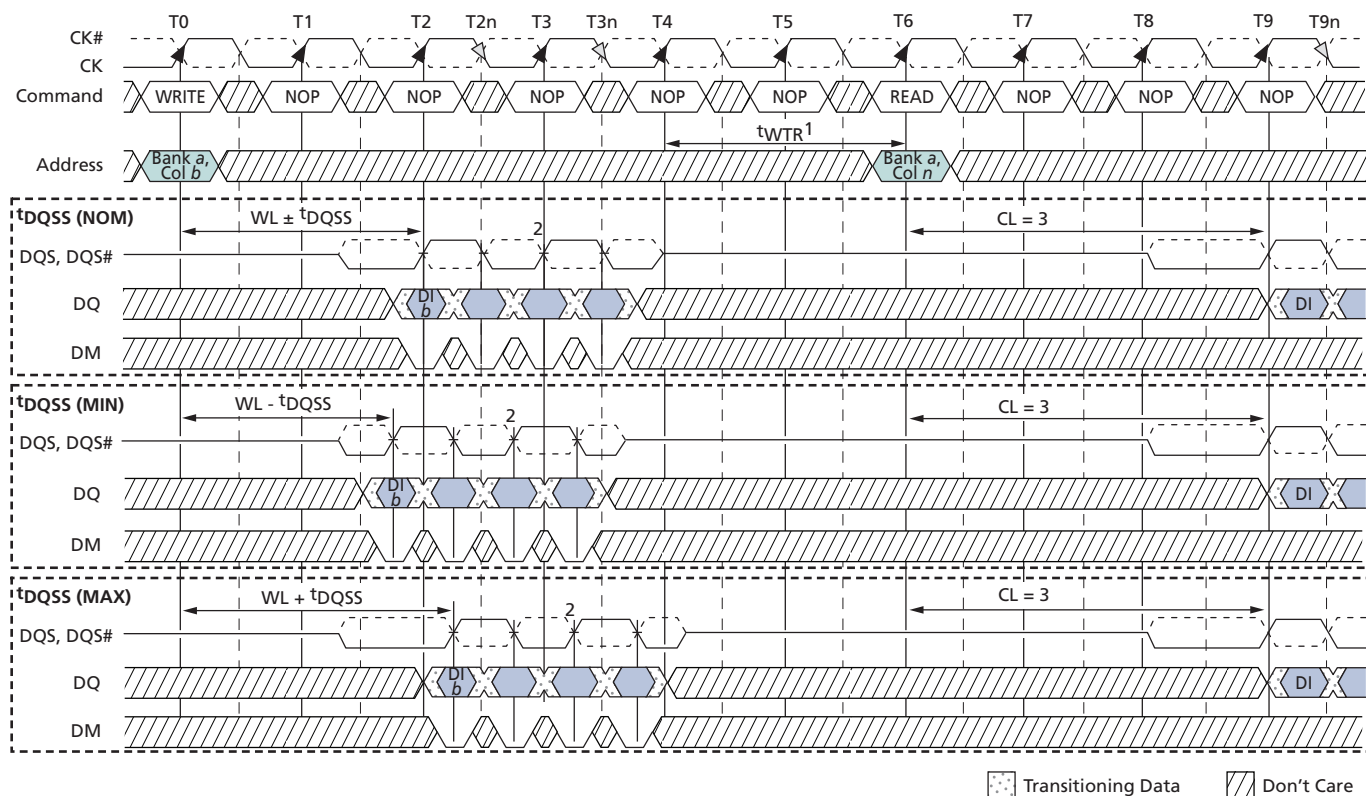 T0 T1 T2 T2n T3 T3n T4 T5 T6 T7 T8 T9 T9n
CK#
CK
Command WRITE NOP NOP NOP NOP NOP READ NOP NOP NOP
tWTR1
Address Bank a, Col b Bank a, Col n
tDQSS (NOM) WL ± tDQSS CL = 3
2
DQS, DQS#
DQ DI b DI
DM
tDQSS (MIN) WL - tDQSS CL = 3
2
DQS, DQS#
DQ DI b DI
DM
tDQSS (MAX) WL + tDQSS CL = 3
2
DQS, DQS#
DQ DI b DI
DM
Transitioning Data Don't Care